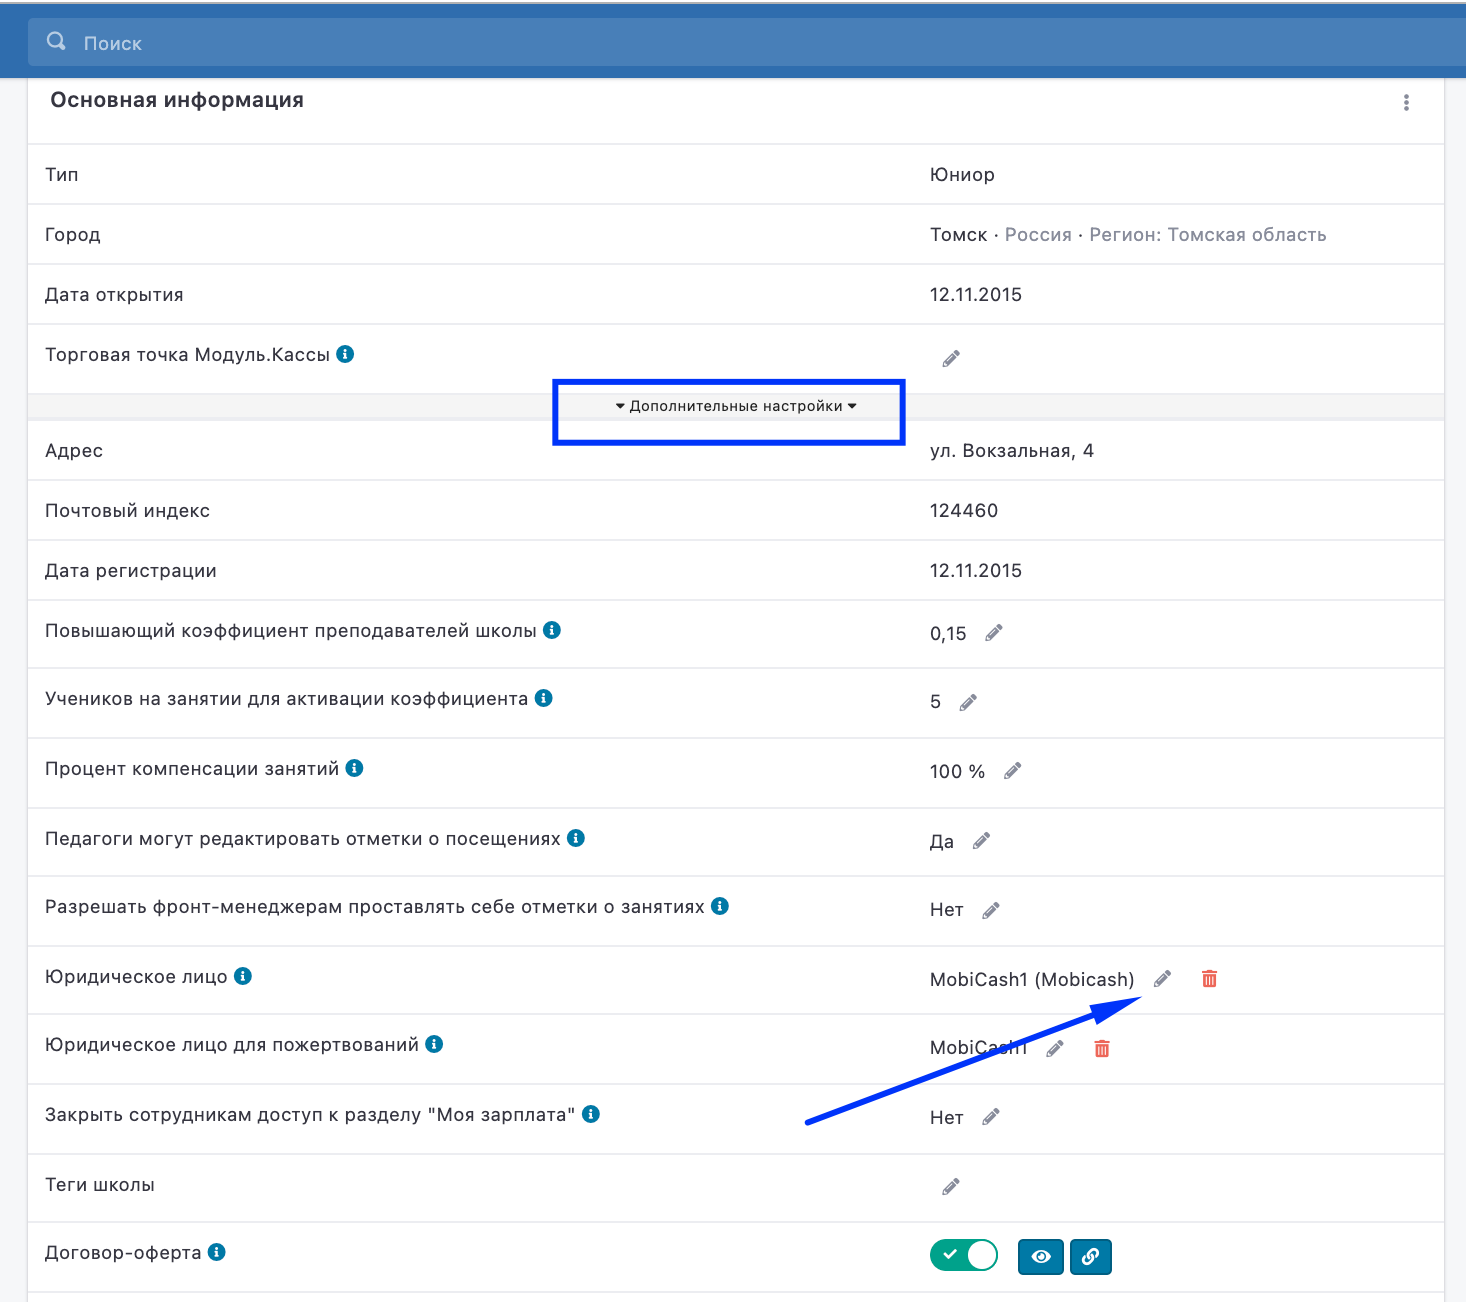 Поиск
Основная информация
Тип Юниор
Город Томск · Россия · Регион: Томская область
Дата открытия 12.11.2015
Торговая точка Модуль.Кассы
Дополнительные настройки
Адрес ул. Вокзальная, 4
Почтовый индекс 124460
Дата регистрации 12.11.2015
Повышающий коэффициент преподавателей школы 0,15
Учеников на занятии для активации коэффициента 5
Процент компенсации занятий 100 %
Педагоги могут редактировать отметки о посещениях Да
Разрешать фронт-менеджерам проставлять себе отметки о занятиях Нет
Юридическое лицо MobiCash1 (Mobicash)
Юридическое лицо для пожертвований MobiCash1
Закрыть сотрудникам доступ к разделу "Моя зарплата" Нет
Теги школы
Договор-оферта